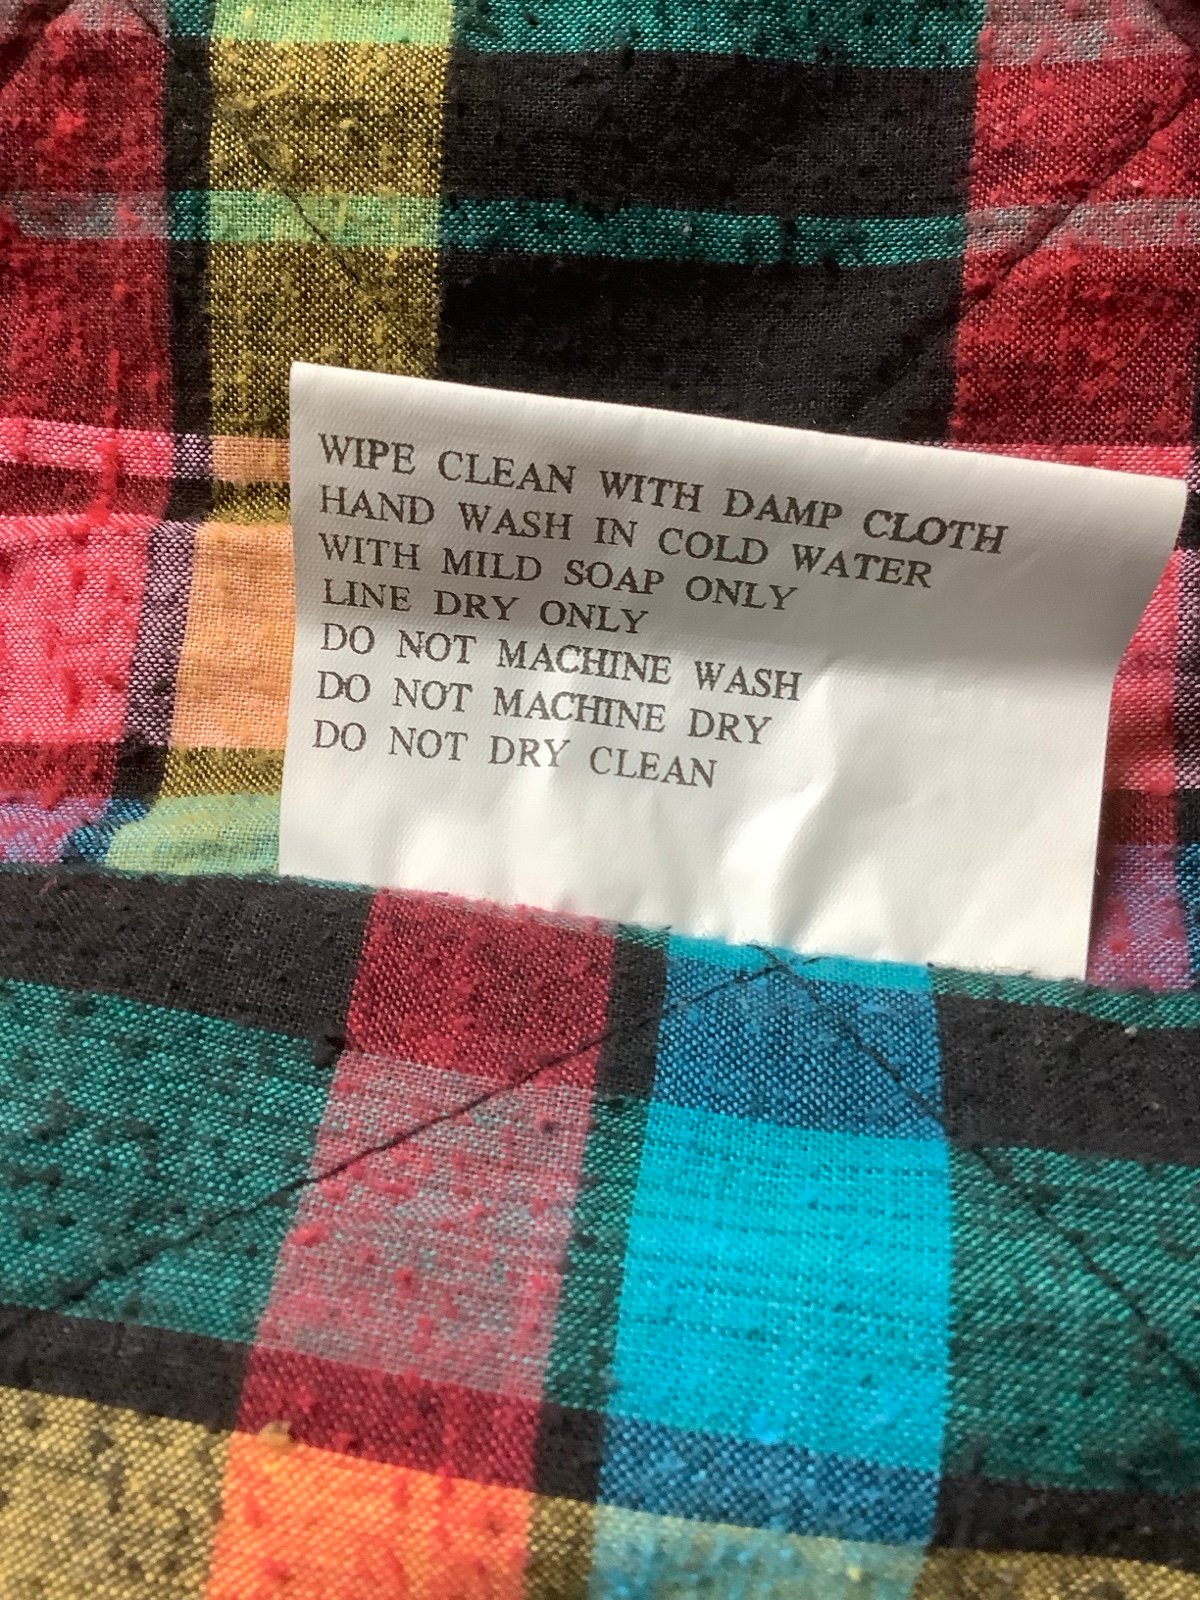 WIPE CLEAN WITH DAMP CLOTH
HAND WASH IN COLD WATER
WITH MILD SOAP ONLY
LINE DRY ONLY
DO NOT MACHINE WASH
DO NOT MACHINE DRY
DO NOT DRY CLEAN